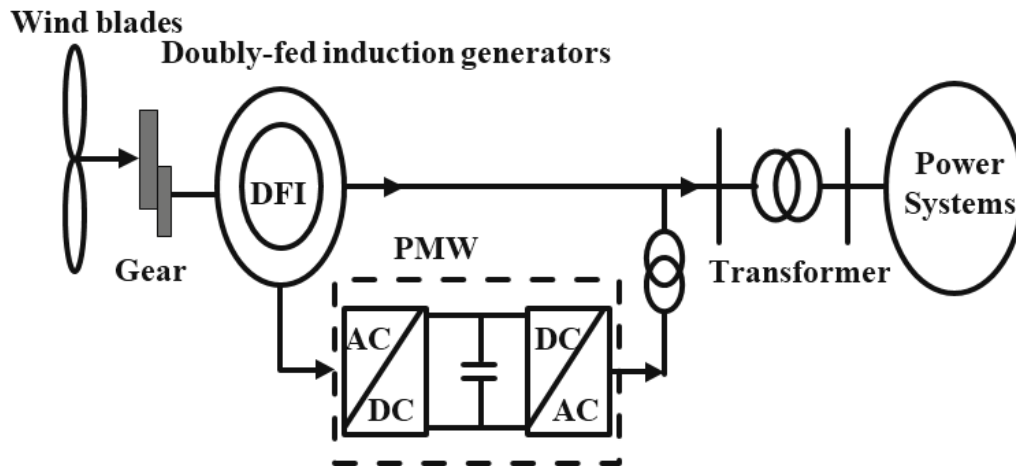 Wind blades
Doubly-fed induction generators
DFI
Power
Systems
Gear
PMW
Transformer
AC
DC
DC
AC